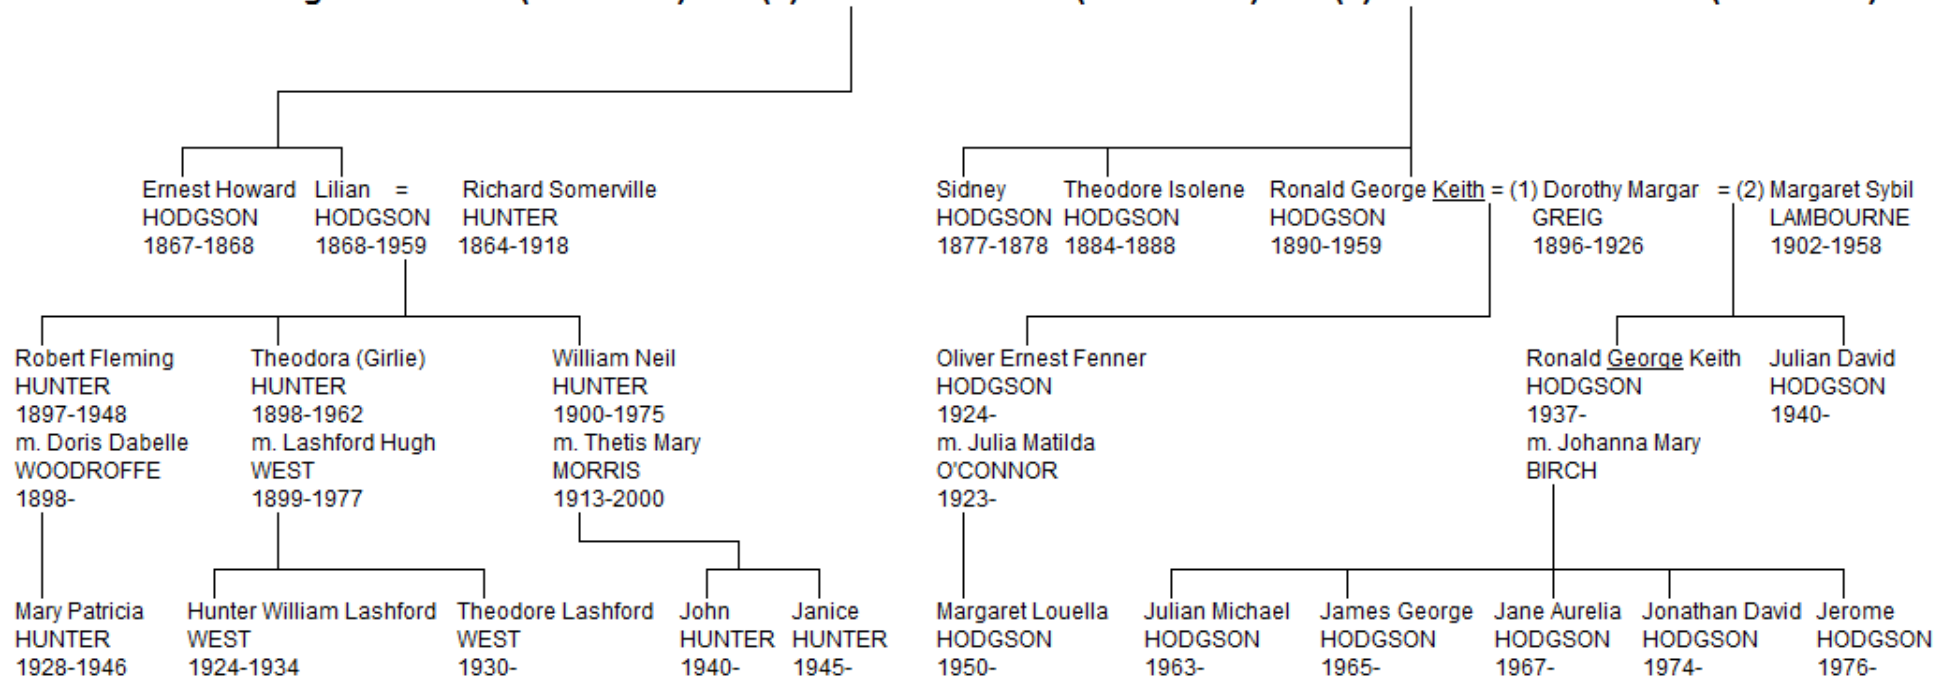 Ernest Howard HODGSON 1867-1868
Lilian = HODGSON 1868-1959
Richard Somerville HUNTER 1864-1918
Sidney HODGSON 1877-1878
Theodore Isolene HODGSON 1884-1888
Ronald George Keith = (1) HODGSON 1890-1959
Dorothy Margar = (2) GREIG 1896-1926
Margaret Sybil LAMBOURNE 1902-1958
Robert Fleming
HUNTER
1897-1948
m. Doris Dabelle
WOODROFFE
1898-
Theodora (Girlie)
HUNTER
1898-1962
m. Lashford Hugh
WEST
1899-1977
William Neil
HUNTER
1900-1975
m. Thetis Mary
MORRIS
1913-2000
Oliver Ernest Fenner
HODGSON
1924-
m. Julia Matilda
O'CONNOR
1923-
Ronald George Keith
HODGSON
1937-
m. Johanna Mary
BIRCH
Julian David
HODGSON
1940-
Mary Patricia
HUNTER
1928-1946
Hunter William Lashford
WEST
1924-1934
Theodore Lashford
WEST
1930-
John
HUNTER
1940-
Janice
HUNTER
1945-
Margaret Louella
HODGSON
1950-
Julian Michael
HODGSON
1963-
James George
HODGSON
1965-
Jane Aurelia
HODGSON
1967-
Jonathan David
HODGSON
1974-
Jerome
HODGSON
1976-